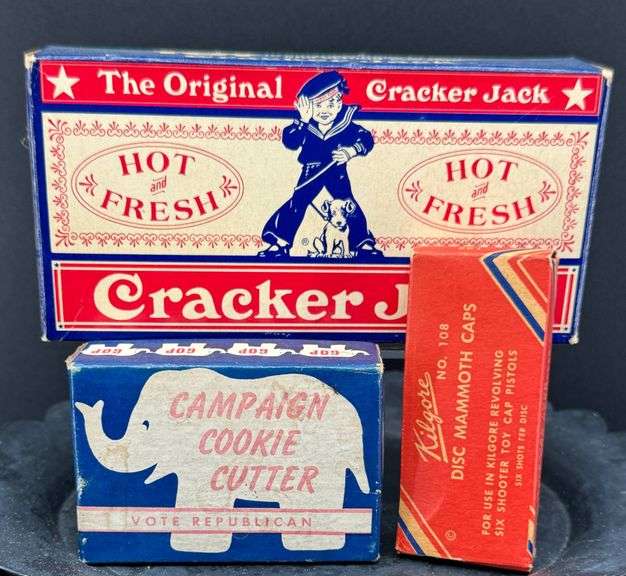 The Original Cracker Jack
HOT
and
FRESH
HOT
and
FRESH
®
Cracker J
GOP GOP GOP GOP
CAMPAIGN
COOKIE
CUTTER
VOTE REPUBLICAN
Kilgore NO. 108
DISC MAMMOTH CAPS
FOR USE IN KILGORE REVOLVING
SIX SHOOTER TOY CAP PISTOLS
SIX SHOTS PER DISC
©